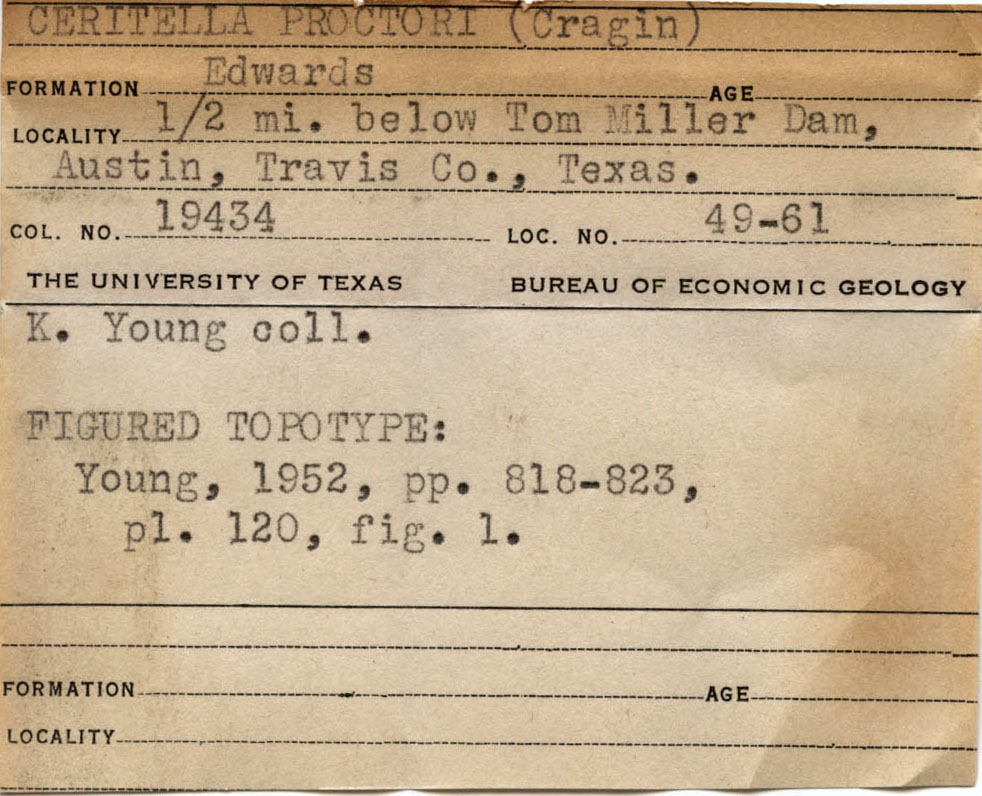 CERITELLA PROCTORI (Cragin)
FORMATION Edwards AGE
LOCALITY 1/2 mi. below Tom Miller Dam,
Austin, Travis Co., Texas.
COL. NO. 19434 LOC. NO. 49-61
THE UNIVERSITY OF TEXAS BUREAU OF ECONOMIC GEOLOGY
K. Young coll.
FIGURED TOPOTYPE:
Young, 1952, pp. 818-823,
pl. 120, fig. 1.
FORMATION AGE
LOCALITY